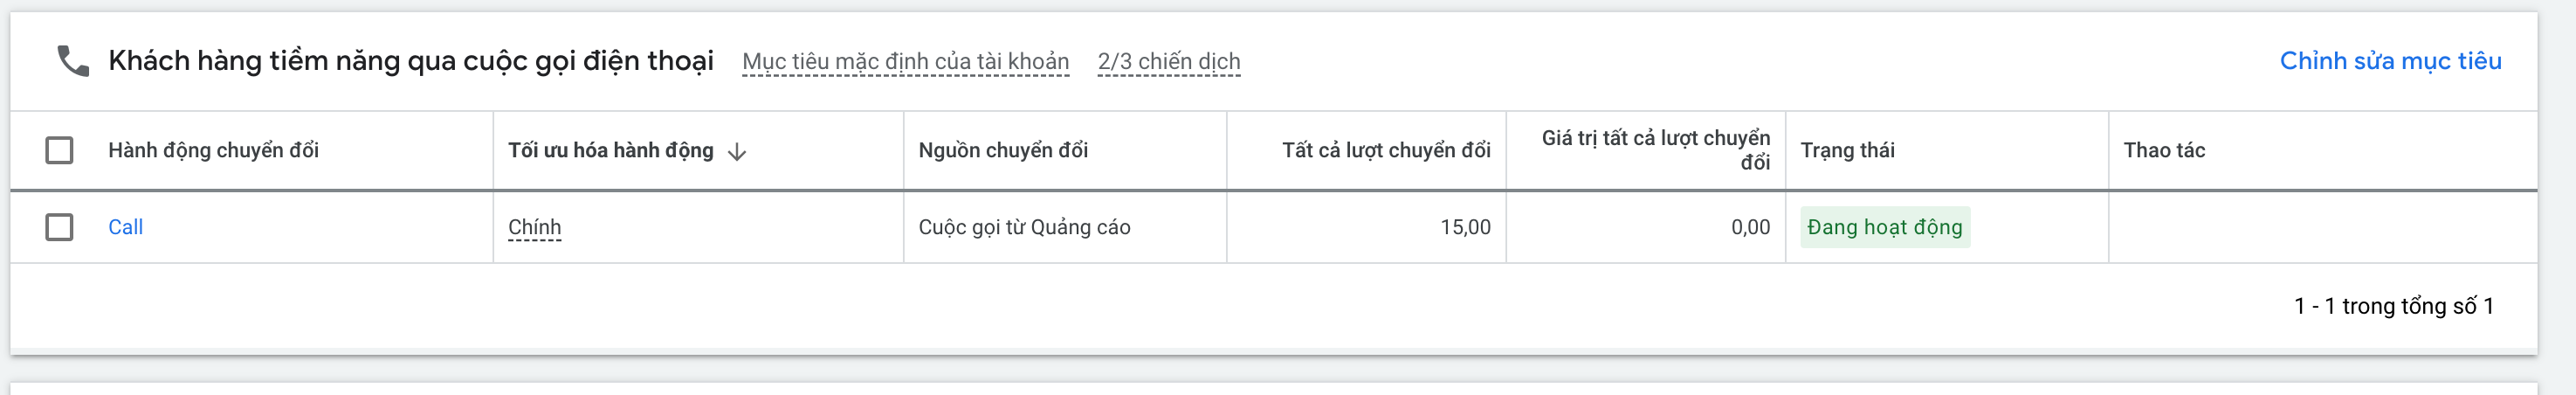 Khách hàng tiềm năng qua cuộc gọi điện thoại Mục tiêu mặc định của tài khoản 2/3 chiến dịch Chỉnh sửa mục tiêu
Hành động chuyển đổi Tối ưu hóa hành động Nguồn chuyển đổi Tất cả lượt chuyển đổi Giá trị tất cả lượt chuyển
đổi Trạng thái Thao tác
Call Chính Cuộc gọi từ Quảng cáo 15,00 0,00 Đang hoạt động
1 - 1 trong tổng số 1